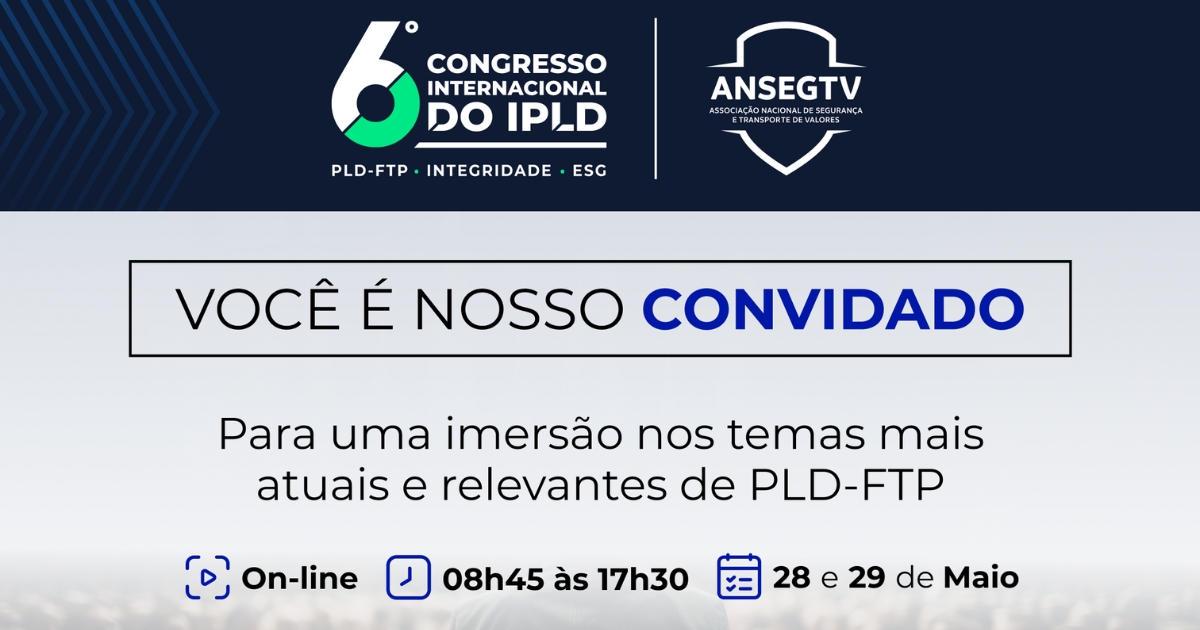 6º
CONGRESSO
INTERNACIONAL
DO IPLD
PLD-FTP • INTEGRIDADE • ESG
ANSEGTV
ASSOCIAÇÃO NACIONAL DE SEGURANÇA
E TRANSPORTE DE VALORES
VOCÊ É NOSSO CONVIDADO
Para uma imersão nos temas mais
atuais e relevantes de PLD-FTP
On-line
08h45 às 17h30
28 e 29 de Maio